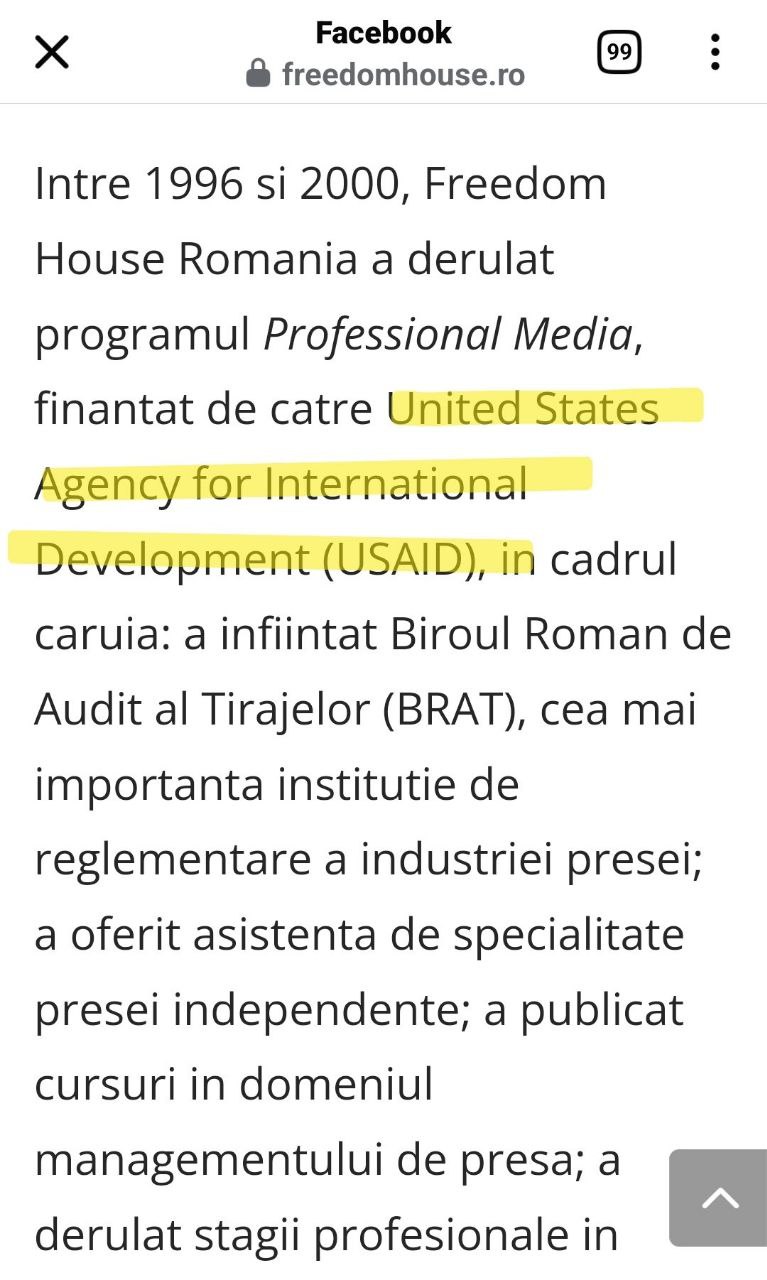 Facebook
freedomhouse.ro
99
Intre 1996 si 2000, Freedom
House Romania a derulat
programul Professional Media,
finantat de catre United States
Agency for International
Development (USAID), in cadrul
caruia: a infiintat Biroul Roman de
Audit al Tirajelor (BRAT), cea mai
importanta institutie de
reglementare a industriei presei;
a oferit asistenta de specialitate
presei independente; a publicat
cursuri in domeniul
managementului de presa; a
derulat stagii profesionale in